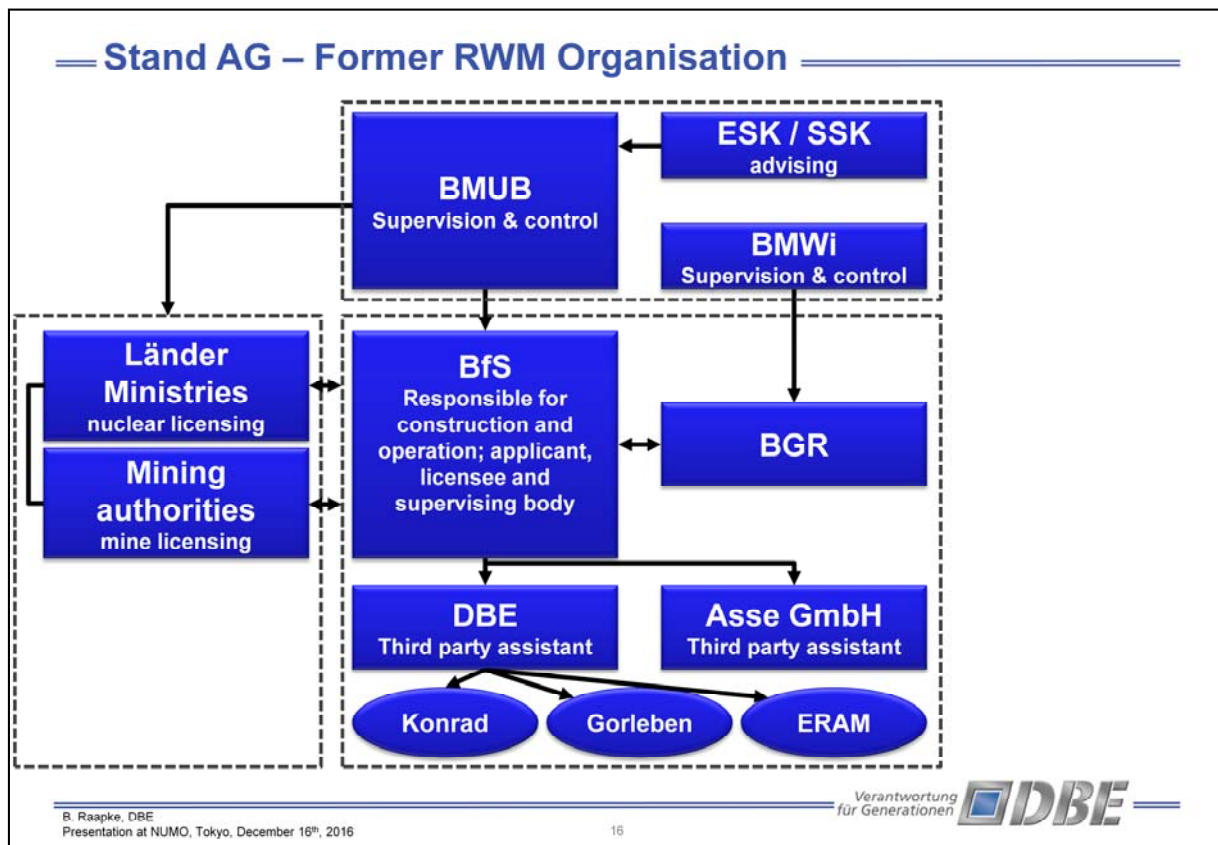 Stand AG – Former RWM Organisation
ESK / SSK
advising
BMUB
Supervision & control
BMWi
Supervision & control
Länder
Ministries
nuclear licensing
BfS
Responsible for
construction and
operation; applicant,
licensee and
supervising body
BGR
Mining
authorities
mine licensing
DBE
Third party assistant
Asse GmbH
Third party assistant
Konrad
Gorleben
ERAM
B. Raapke, DBE
Presentation at NUMO, Tokyo, December 16th, 2016
16
Verantwortung
für Generationen
DBE